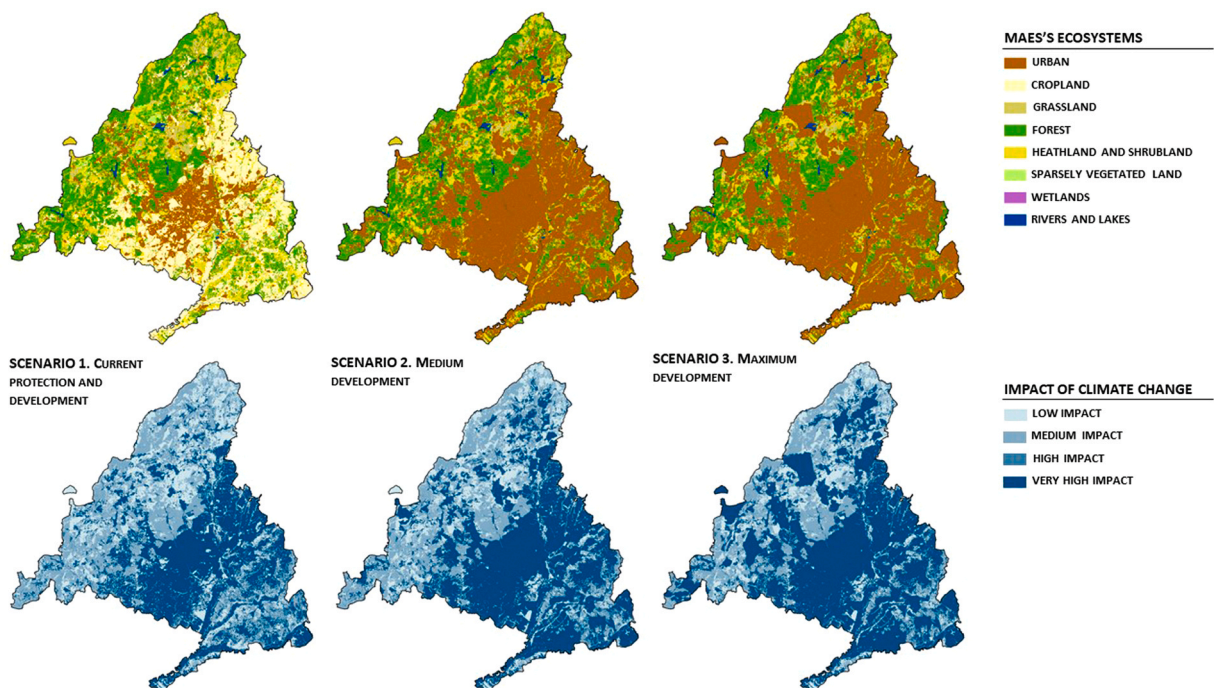 MAES'S ECOSYSTEMS
URBAN
CROPLAND
GRASSLAND
FOREST
HEATHLAND AND SHRUBLAND
SPARSELY VEGETATED LAND
WETLANDS
RIVERS AND LAKES
SCENARIO 1. CURRENT
PROTECTION AND
DEVELOPMENT
SCENARIO 2. MEDIUM
DEVELOPMENT
SCENARIO 3. MAXIMUM
DEVELOPMENT
IMPACT OF CLIMATE CHANGE
LOW IMPACT
MEDIUM IMPACT
HIGH IMPACT
VERY HIGH IMPACT